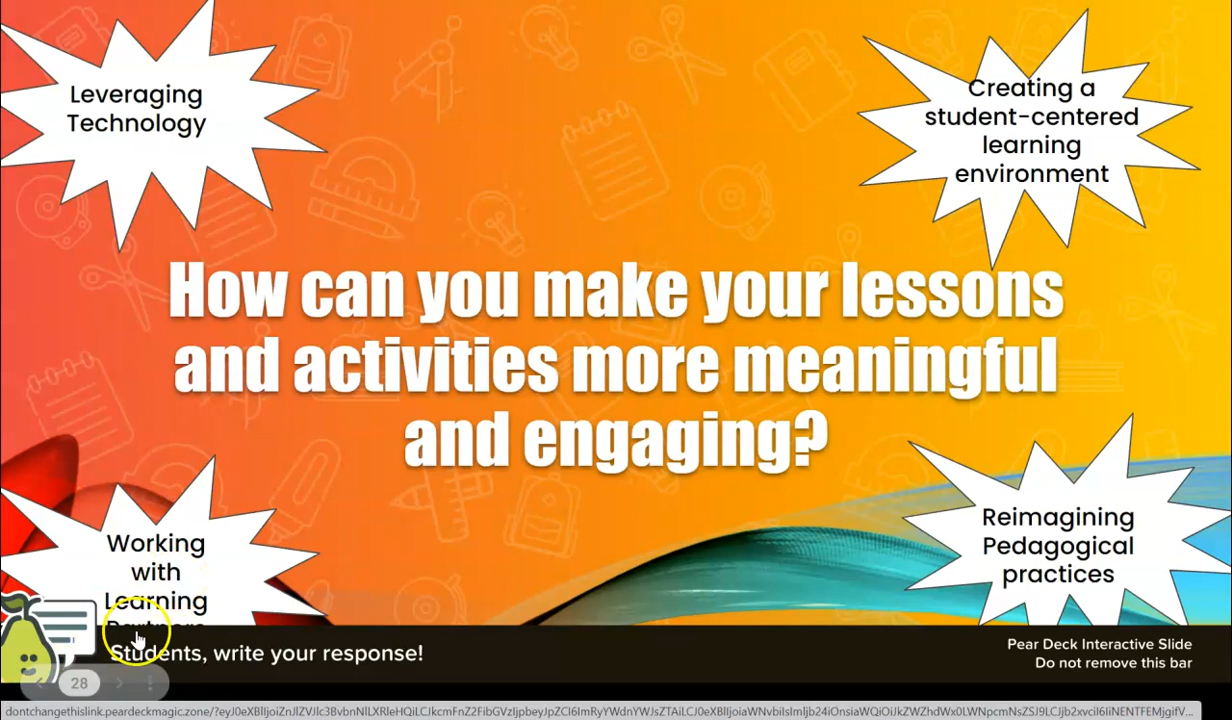 Leveraging
Technology
Creating a
student-centered
learning
environment
How can you make your lessons
and activities more meaningful
and engaging?
Working
with
Learning
Reimagining
Pedagogical
practices
Students, write your response!
Pear Deck Interactive Slide
Do not remove this bar
28